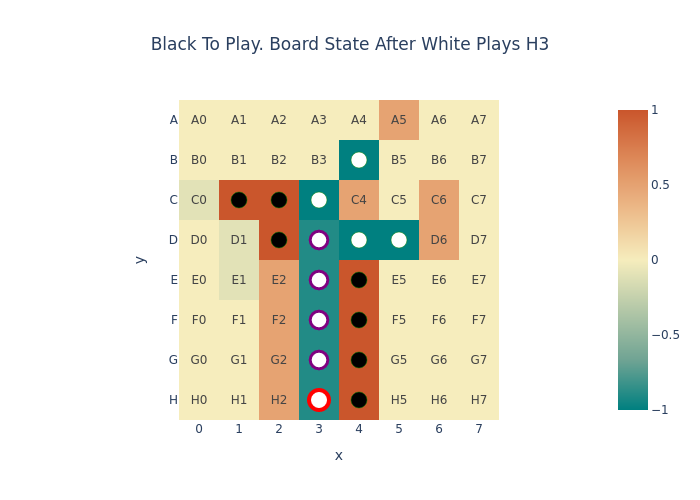 Black To Play. Board State After White Plays H3
A A0 A1 A2 A3 A4 A5 A6 A7
B B0 B1 B2 B3 B5 B6 B7
C C0 C4 C5 C6 C7
D D0 D1 D6 D7
E E0 E1 E2 E5 E6 E7
F F0 F1 F2 F5 F6 F7
G G0 G1 G2 G5 G6 G7
H H0 H1 H2 H5 H6 H7
0 1 2 3 4 5 6 7
x
y
1
0.5
0
−0.5
−1